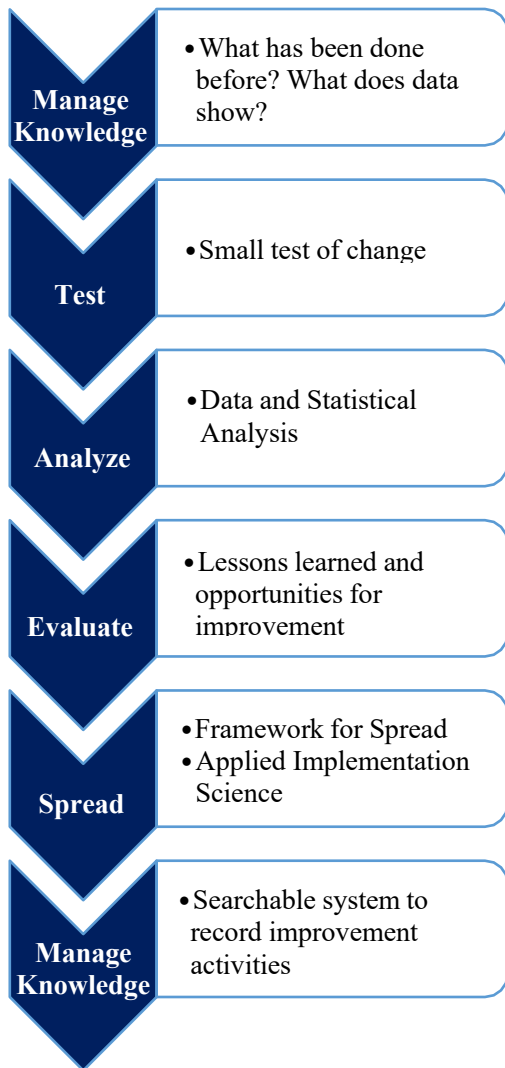 Manage
Knowledge
•What has been done
before? What does data
show?
Test
•Small test of change
Analyze
•Data and Statistical
Analysis
Evaluate
•Lessons learned and
opportunities for
improvement
Spread
•Framework for Spread
•Applied Implementation
Science
Manage
Knowledge
•Searchable system to
record improvement
activities